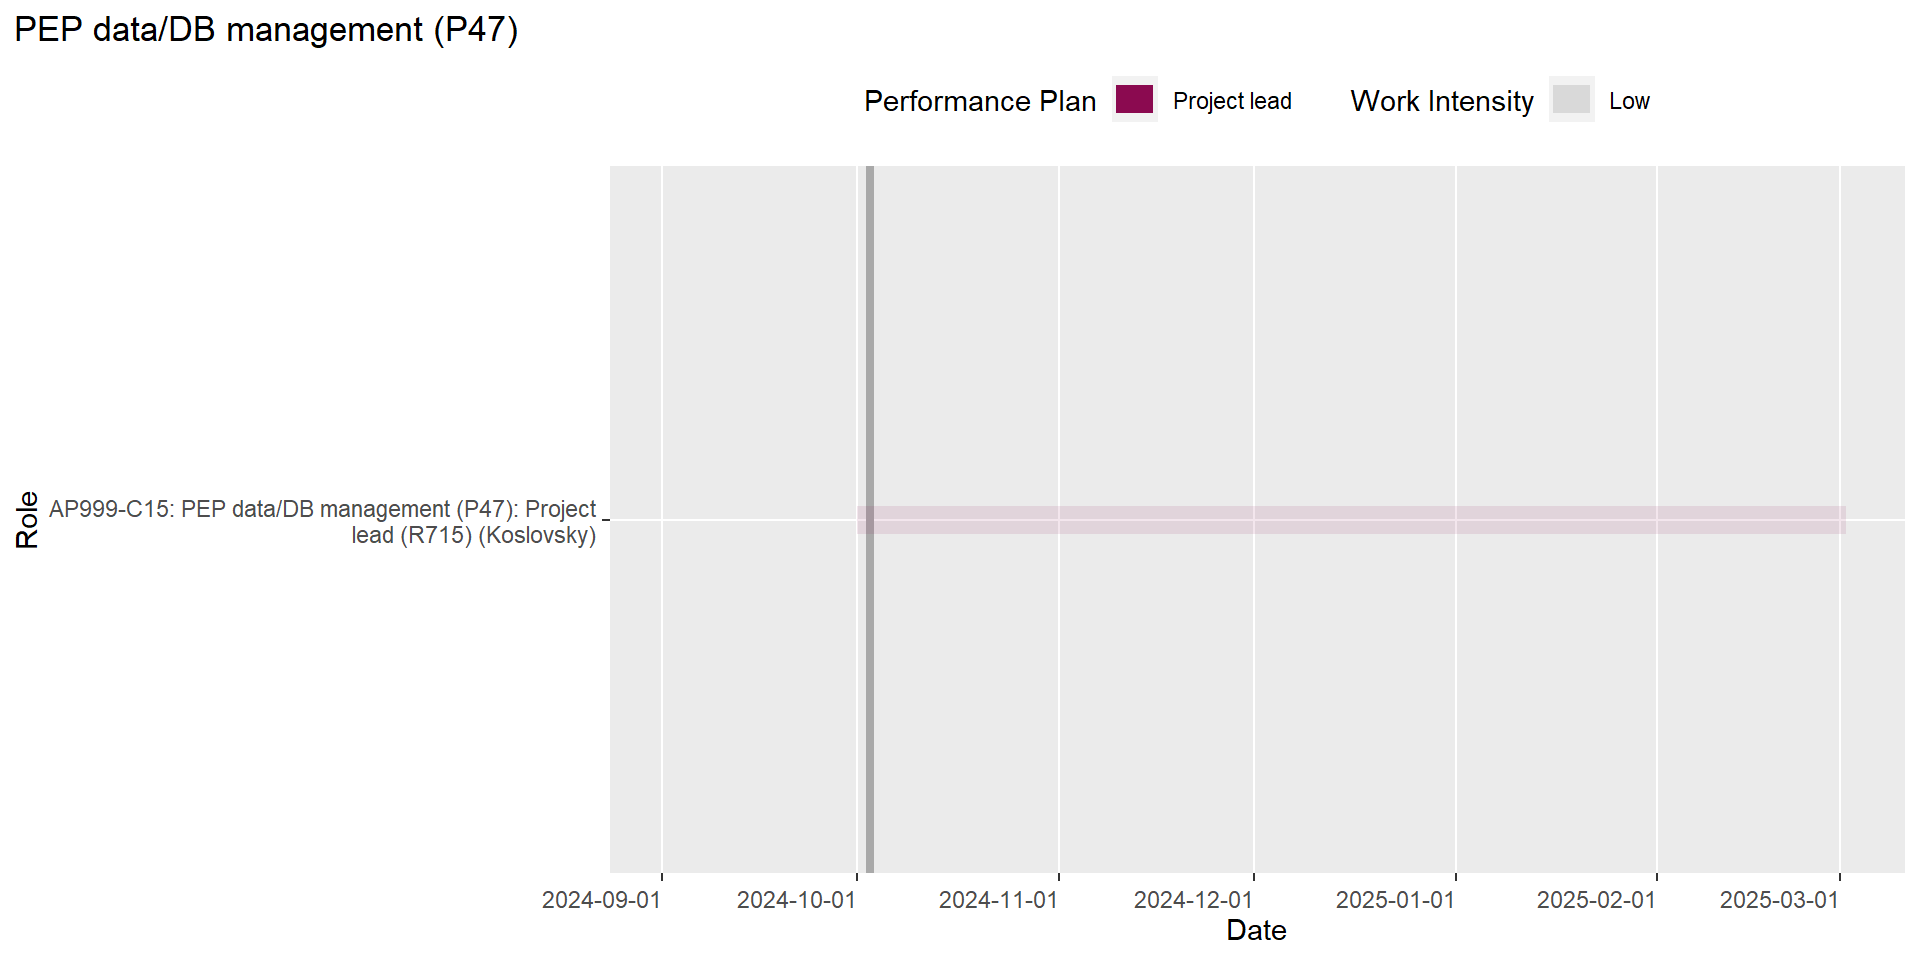 PEP data/DB management (P47)
Performance Plan
Project lead
Work Intensity
Low
Role
AP999-C15: PEP data/DB management (P47): Project
lead (R715) (Koslovsky)
2024-09-01
2024-10-01
2024-11-01
2024-12-01
2025-01-01
2025-02-01
2025-03-01
Date